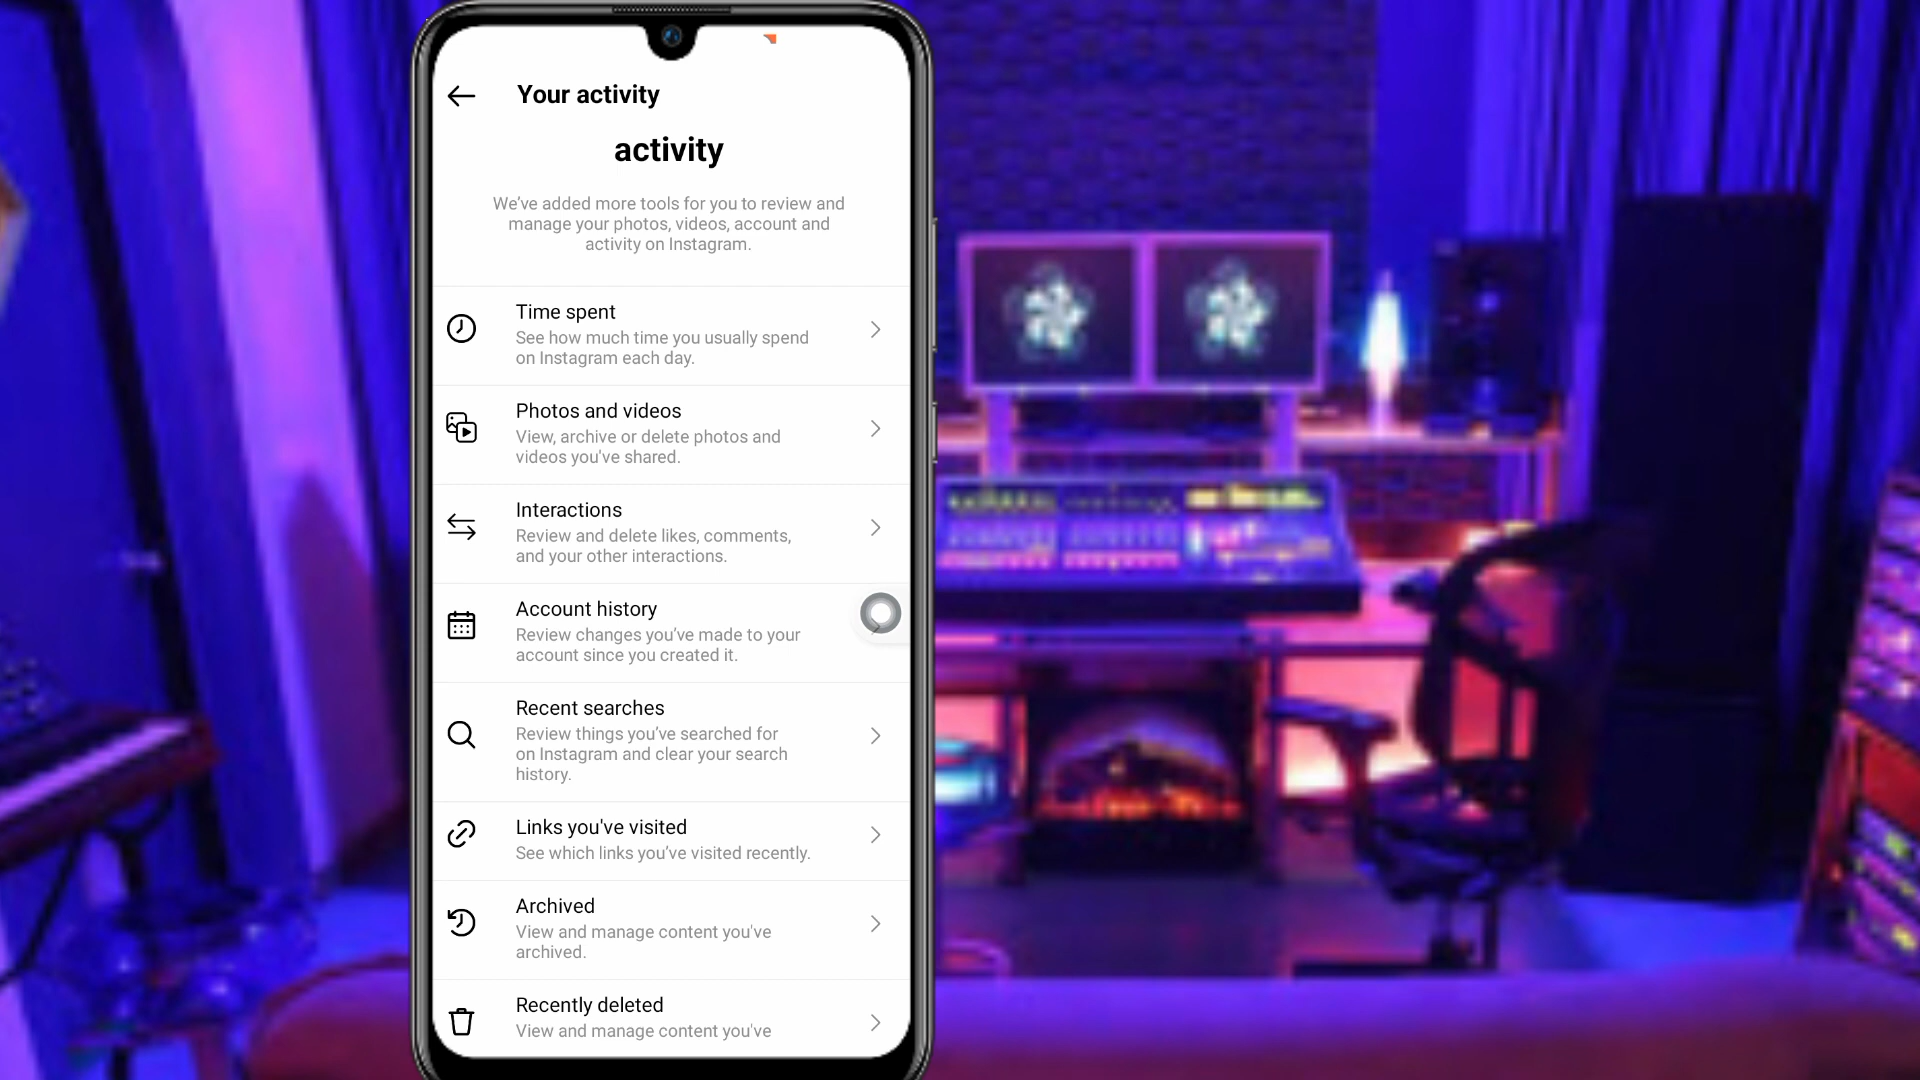 Your activity
activity
We've added more tools for you to review and
manage your photos, videos, account and
activity on Instagram.
Time spent
See how much time you usually spend
on Instagram each day.
Photos and videos
View, archive or delete photos and
videos you've shared.
Interactions
Review and delete likes, comments,
and your other interactions.
Account history
Review changes you've made to your
account since you created it.
Recent searches
Review things you've searched for
on Instagram and clear your search
history.
Links you've visited
See which links you've visited recently.
Archived
View and manage content you've
archived.
Recently deleted
View and manage content you've